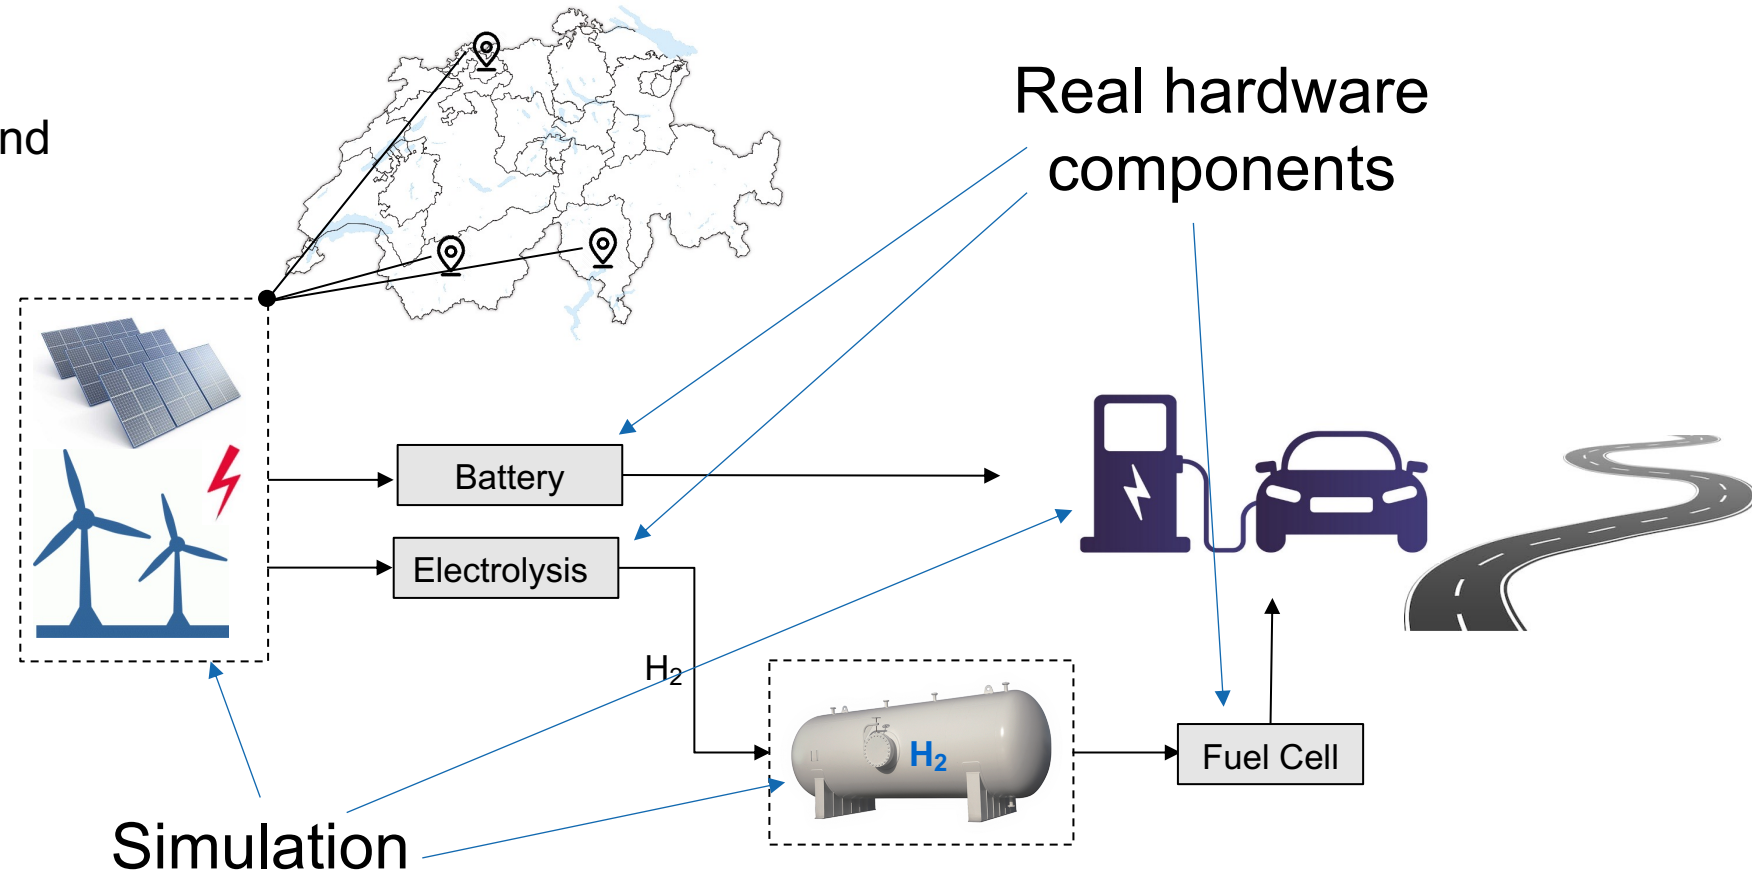 nd
Real hardware
components
Battery
Electrolysis
H₂
H₂
Fuel Cell
Simulation